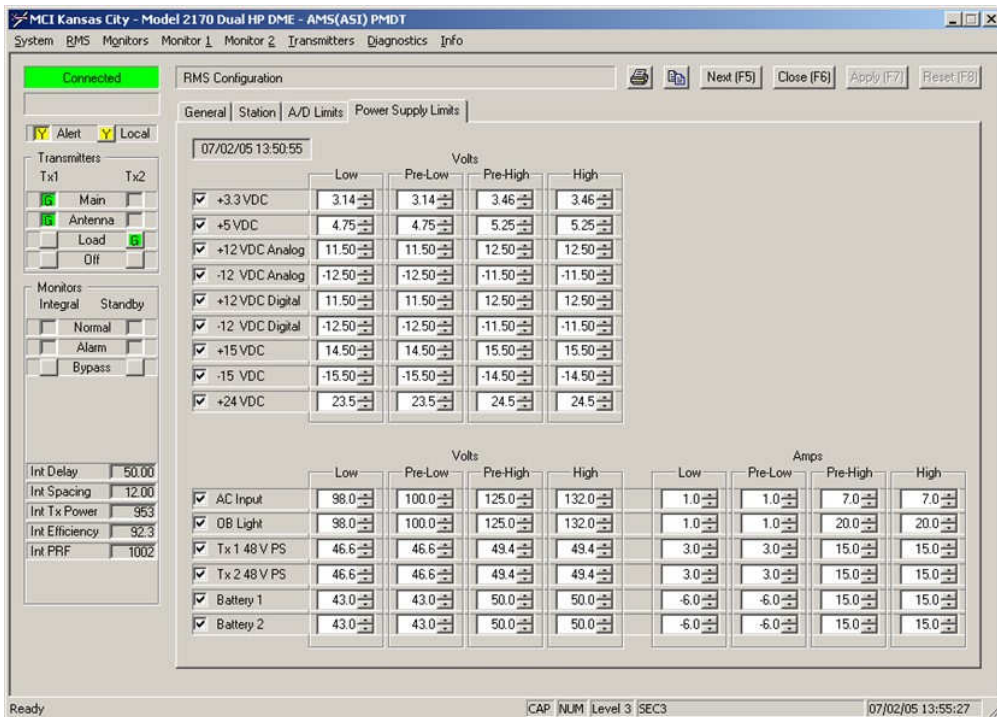 MCI Kansas City - Model 2170 Dual HP DME - AMS(ASI) PMDT
System RMS Monitors Monitor 1 Monitor 2 Transmitters Diagnostics Info
Connected
RMS Configuration
Next (F5) Close (F6) Apply (F7) Reset (F8)
General Station A/D Limits Power Supply Limits
Y Alert Y Local
Transmitters
Tx1 Tx2
G Main
G Antenna
Load G
Off
Monitors
Integral Standby
Normal
Alarm
Bypass
Int Delay 50.00
Int Spacing 12.00
Int Tx Power 953
Int Efficiency 92.3
Int PRF 1002
07/02/05 13:50:55
Volts
Low Pre-Low Pre-High High
+3.3 VDC 3.14 3.14 3.46 3.46
+5 VDC 4.75 4.75 5.25 5.25
+12 VDC Analog 11.50 11.50 12.50 12.50
-12 VDC Analog -12.50 -12.50 -11.50 -11.50
+12 VDC Digital 11.50 11.50 12.50 12.50
-12 VDC Digital -12.50 -12.50 -11.50 -11.50
+15 VDC 14.50 14.50 15.50 15.50
-15 VDC -15.50 -15.50 -14.50 -14.50
+24 VDC 23.5 23.5 24.5 24.5
Volts Amps
Low Pre-Low Pre-High High Low Pre-Low Pre-High High
AC Input 98.0 100.0 125.0 132.0 1.0 1.0 7.0 7.0
OB Light 98.0 100.0 125.0 132.0 1.0 1.0 20.0 20.0
Tx 1 48 V PS 46.6 46.6 49.4 49.4 3.0 3.0 15.0 15.0
Tx 2 48 V PS 46.6 46.6 49.4 49.4 3.0 3.0 15.0 15.0
Battery 1 43.0 43.0 50.0 50.0 -6.0 -6.0 15.0 15.0
Battery 2 43.0 43.0 50.0 50.0 -6.0 -6.0 15.0 15.0
Ready CAP NUM Level 3 SEC3 07/02/05 13:55:27